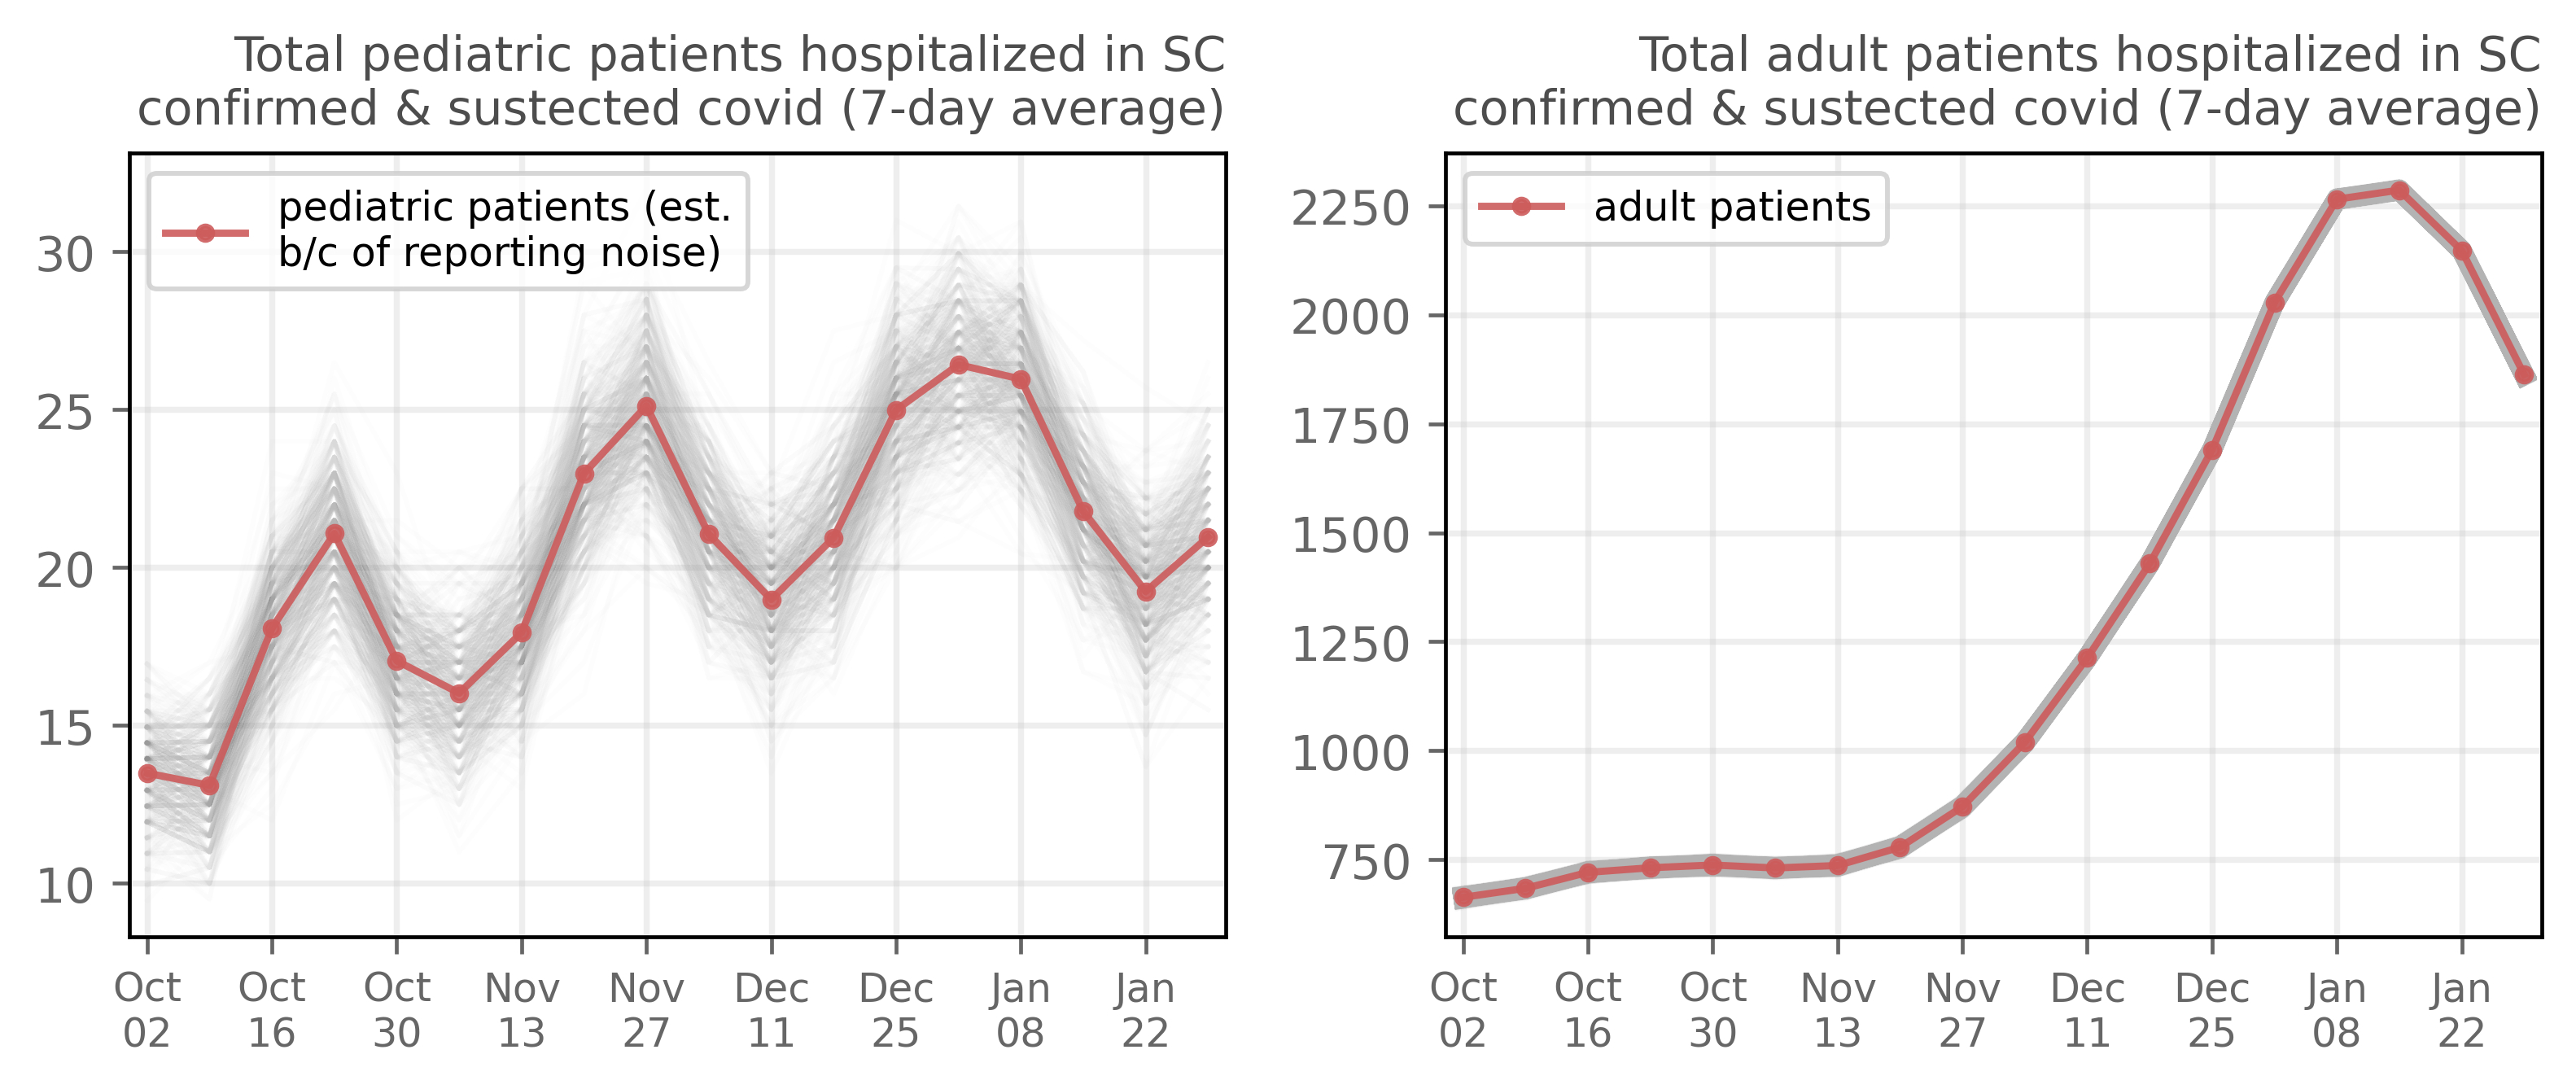 Total pediatric patients hospitalized in SC
confirmed & sustected covid (7-day average)
pediatric patients (est.
b/c of reporting noise)
30
25
20
15
10
Oct Oct Oct Nov Nov Dec Dec Jan Jan
02 16 30 13 27 11 25 08 22
Total adult patients hospitalized in SC
confirmed & sustected covid (7-day average)
adult patients
2250
2000
1750
1500
1250
1000
750
Oct Oct Oct Nov Nov Dec Dec Jan Jan
02 16 30 13 27 11 25 08 22